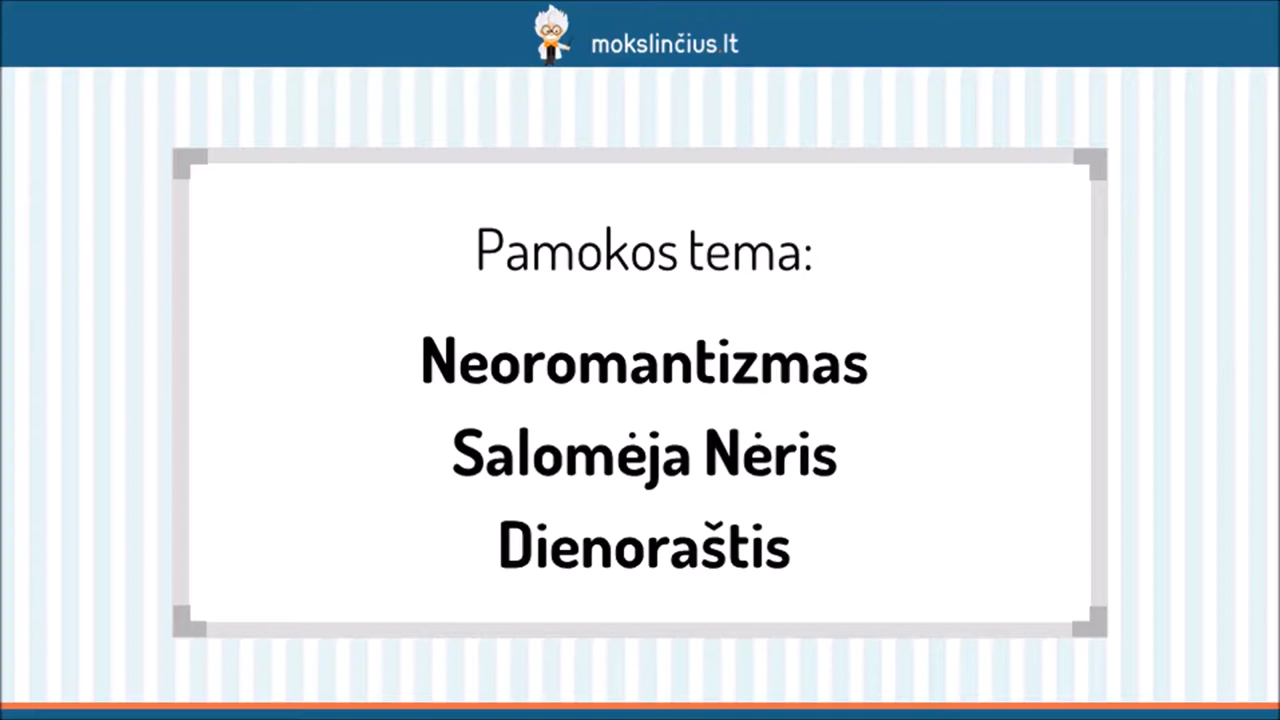 mokslinčius.lt
Pamokos tema:
Neoromantizmas
Salomėja Nėris
Dienoraštis